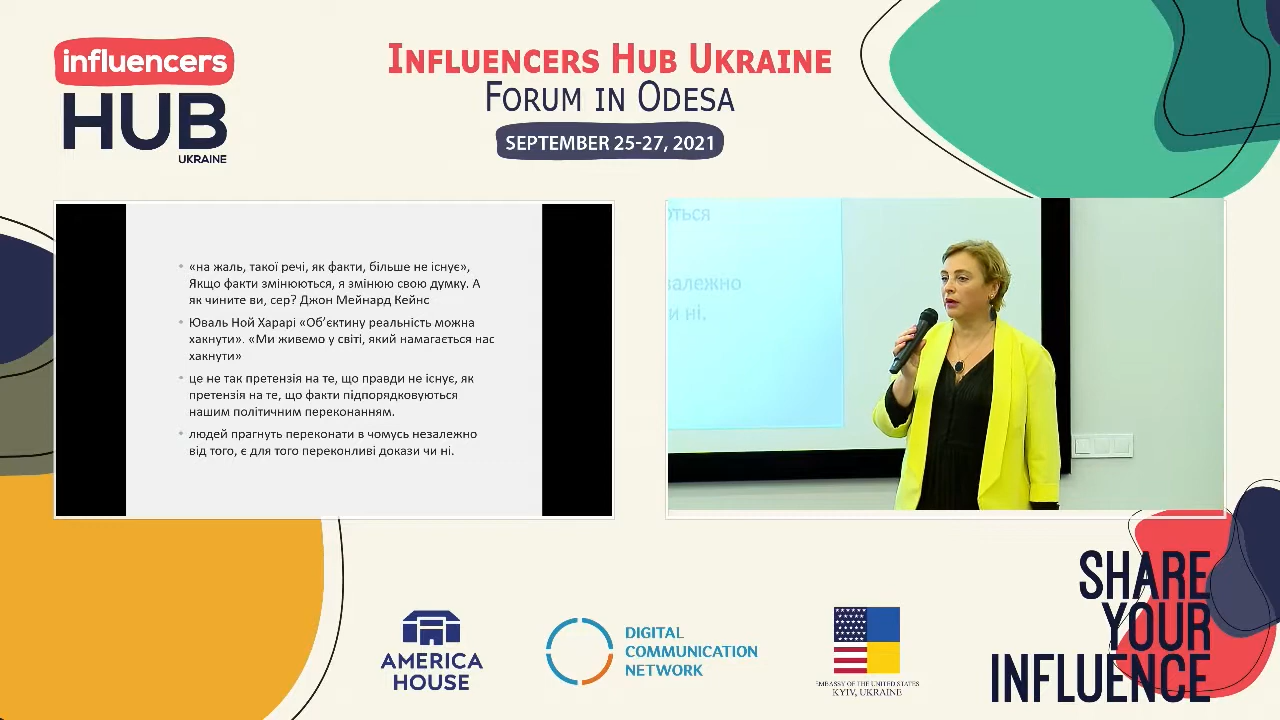 influencers
HUB
UKRAINE
INFLUENCERS HUB UKRAINE
FORUM IN ODESA
SEPTEMBER 25-27, 2021
• «на жаль, такої речі, як факти, більше не існує»,
Якщо факти змінюються, я змінюю свою думку. А
як чините ви, сер? Джон Мейнард Кейнс
• Юваль Ной Харарі «Об’єктину реальність можна
хакнути». «Ми живемо у світі, який намагається нас
хакнути»
• це не так претензія на те, що правди не існує, як
претензія на те, що факти підпорядковуються
нашим політичним переконанням.
• людей прагнуть переконати в чомусь незалежно
від того, є для того переконливі докази чи ні.
ються
залежно
и ні.
AMERICA
HOUSE
DIGITAL
COMMUNICATION
NETWORK
EMBASSY OF THE UNITED STATES
KYIV, UKRAINE
SHARE
YOUR
INFLUENCE